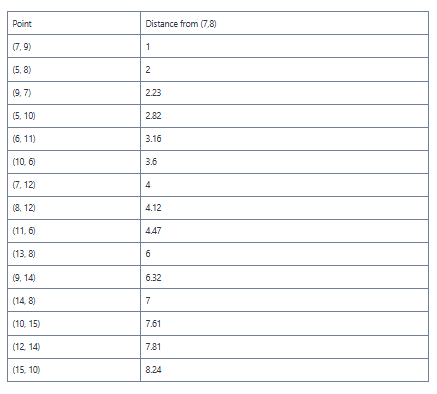 Point Distance from (7,8)
(7, 9) 1
(5, 8) 2
(9, 7) 2.23
(5, 10) 2.82
(6, 11) 3.16
(10, 6) 3.6
(7, 12) 4
(8, 12) 4.12
(11, 6) 4.47
(13, 8) 6
(9, 14) 6.32
(14, 8) 7
(10, 15) 7.61
(12, 14) 7.81
(15, 10) 8.24